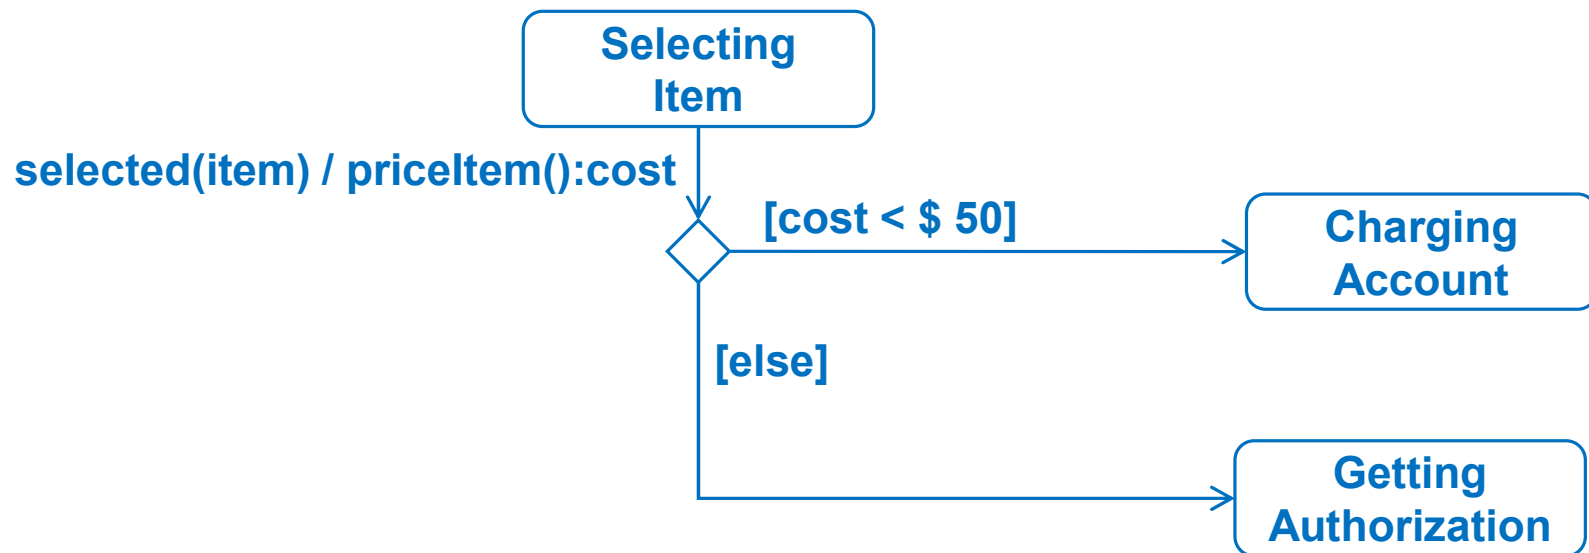 Selecting
Item
selected(item) / priceItem():cost
[cost < $ 50]
Charging
Account
[else]
Getting
Authorization